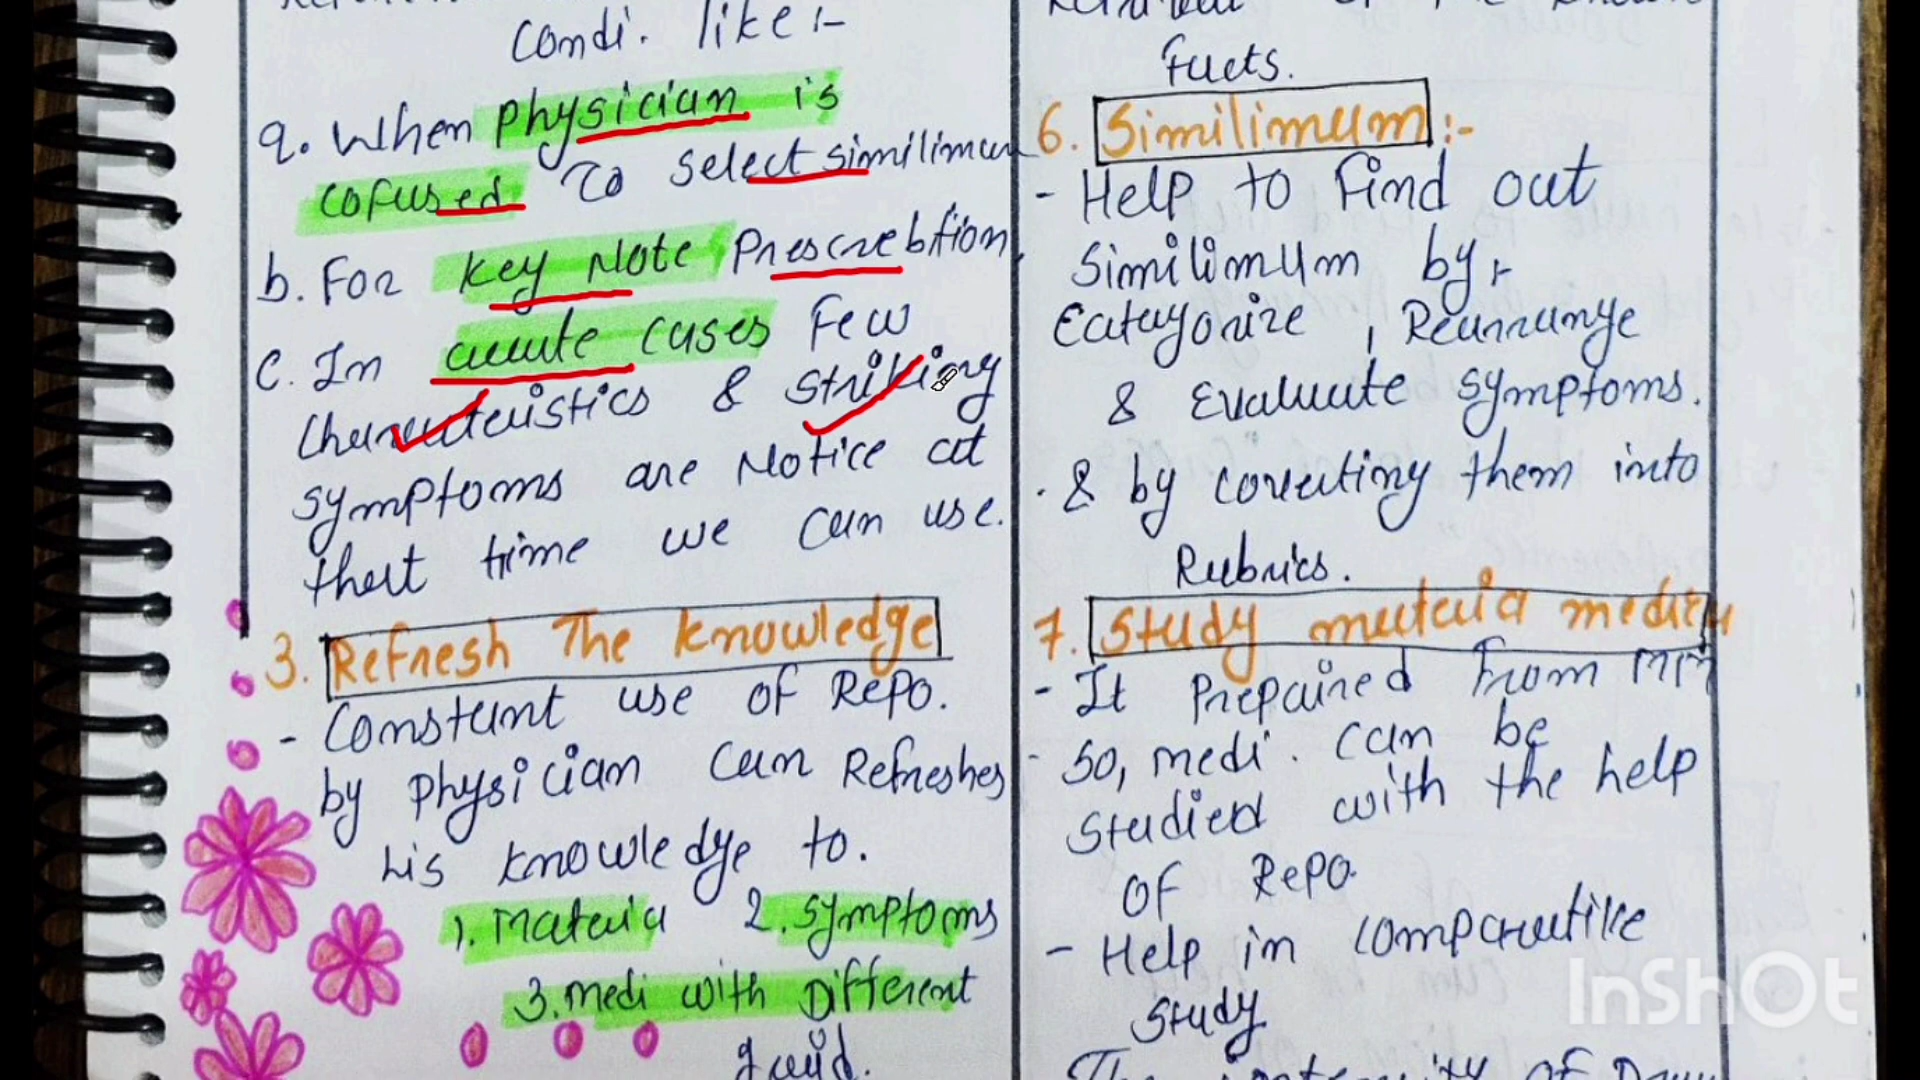 Condi. like :-
a. When physician is
cofused to select similimum
b. For key Note Prescrebtion
c. In acute cases Few
Characteristics & striking
symptoms are Notice at
that time we can use.
3. Refresh The knowledge
- Constant use of Repo.
by physician can Refreshes
his knowledge to.
1. Materia 2. symptoms
3. medi with Different
Facts.
6. Similimum :-
- Help to Find out
Similimum by :-
Catagorize , Rearrange
& Evaluate symptoms.
. & by coverting them into
Rubrics.
7. Study materia medica
- It Prepaired From MM
- So, medi. can be
studied with the help
of Repo.
- Help in comparative
study
InShOt